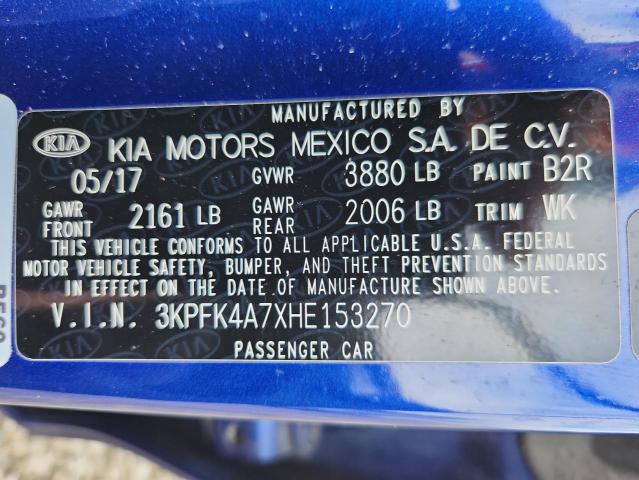 MANUFACTURED BY
KIA KIA MOTORS MEXICO S.A. DE C.V.
05/17 GVWR 3880 LB PAINT B2R
GAWR FRONT 2161 LB GAWR REAR 2006 LB TRIM WK
THIS VEHICLE CONFORMS TO ALL APPLICABLE U.S.A. FEDERAL
MOTOR VEHICLE SAFETY, BUMPER, AND THEFT PREVENTION STANDARDS
IN EFFECT ON THE DATE OF MANUFACTURE SHOWN ABOVE.
V.I.N. 3KPFK4A7XHE153270
PASSENGER CAR